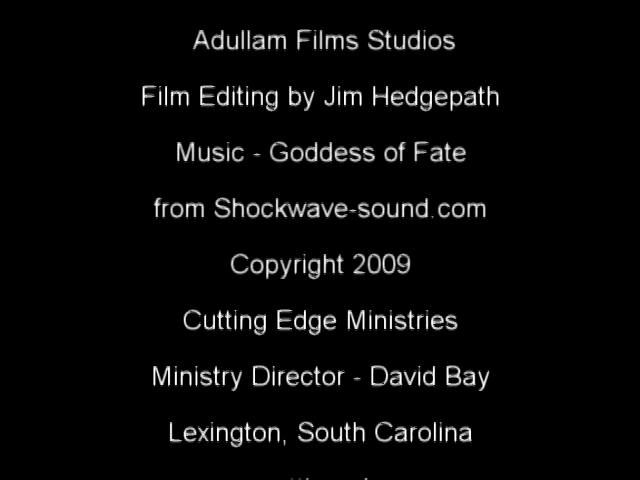 Adullam Films Studios
Film Editing by Jim Hedgepath
Music - Goddess of Fate
from Shockwave-sound.com
Copyright 2009
Cutting Edge Ministries
Ministry Director - David Bay
Lexington, South Carolina